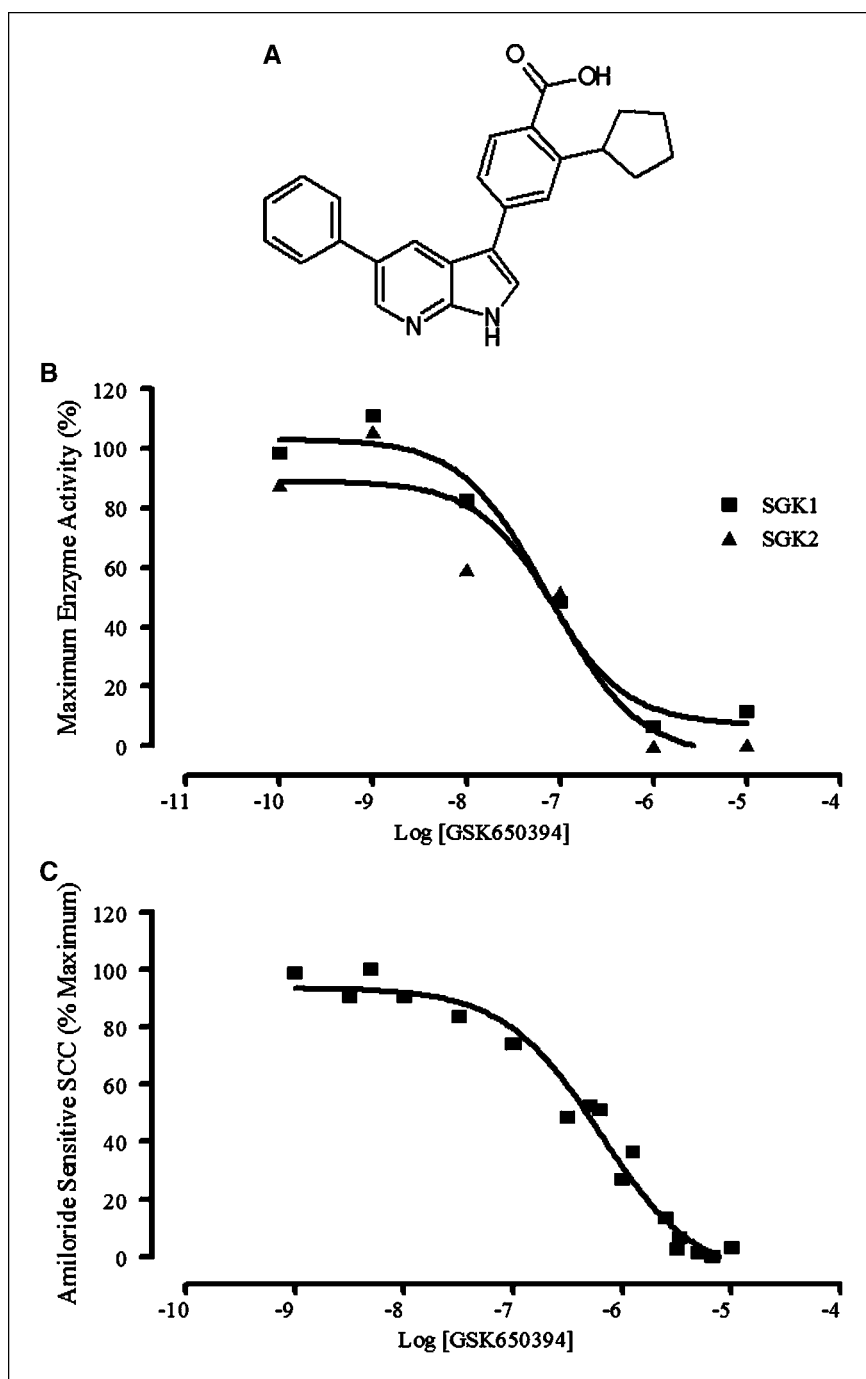 A
O
OH
N
N
H
B
Maximum Enzyme Activity (%)
120
100
80
60
40
20
0
SGK1
SGK2
-11 -10 -9 -8 -7 -6 -5 -4
Log [GSK650394]
C
Amiloride Sensitive SCC (% Maximum)
120
100
80
60
40
20
0
-10 -9 -8 -7 -6 -5 -4
Log [GSK650394]